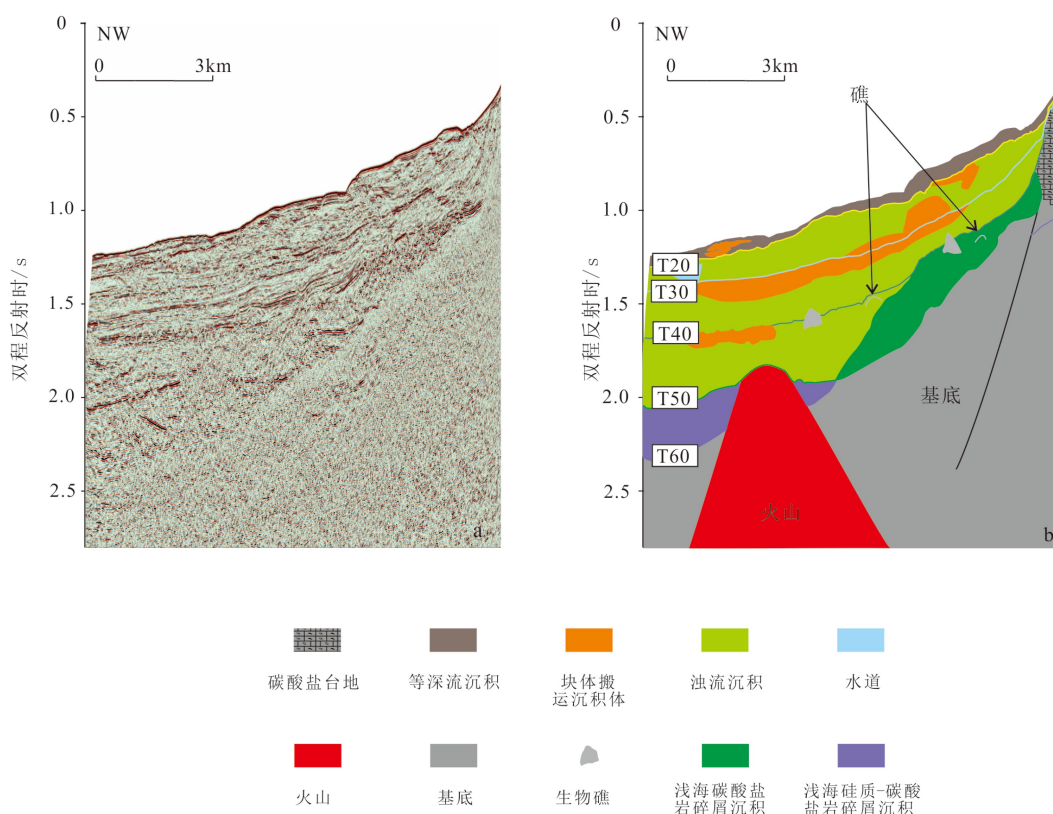 0
NW
0
3km
0.5
1.0
1.5
2.0
2.5
双程反射时/s
a
0
NW
0
3km
礁
0.5
1.0
1.5
2.0
2.5
双程反射时/s
T20
T30
T40
T50
T60
基底
火山
b
碳酸盐台地
等深流沉积
块体搬
运沉积体
浊流沉积
水道
火山
基底
生物礁
浅海碳酸盐
岩碎屑沉积
浅海硅质-碳酸
盐岩碎屑沉积